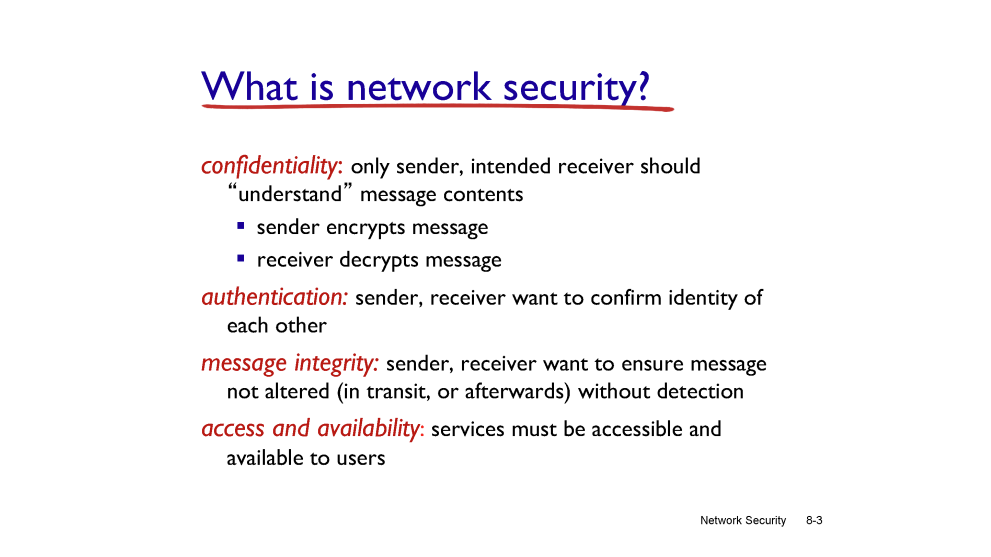 What is network security?
confidentiality: only sender, intended receiver should
“understand” message contents
▪ sender encrypts message
▪ receiver decrypts message
authentication: sender, receiver want to confirm identity of
each other
message integrity: sender, receiver want to ensure message
not altered (in transit, or afterwards) without detection
access and availability: services must be accessible and
available to users
Network Security 8-3